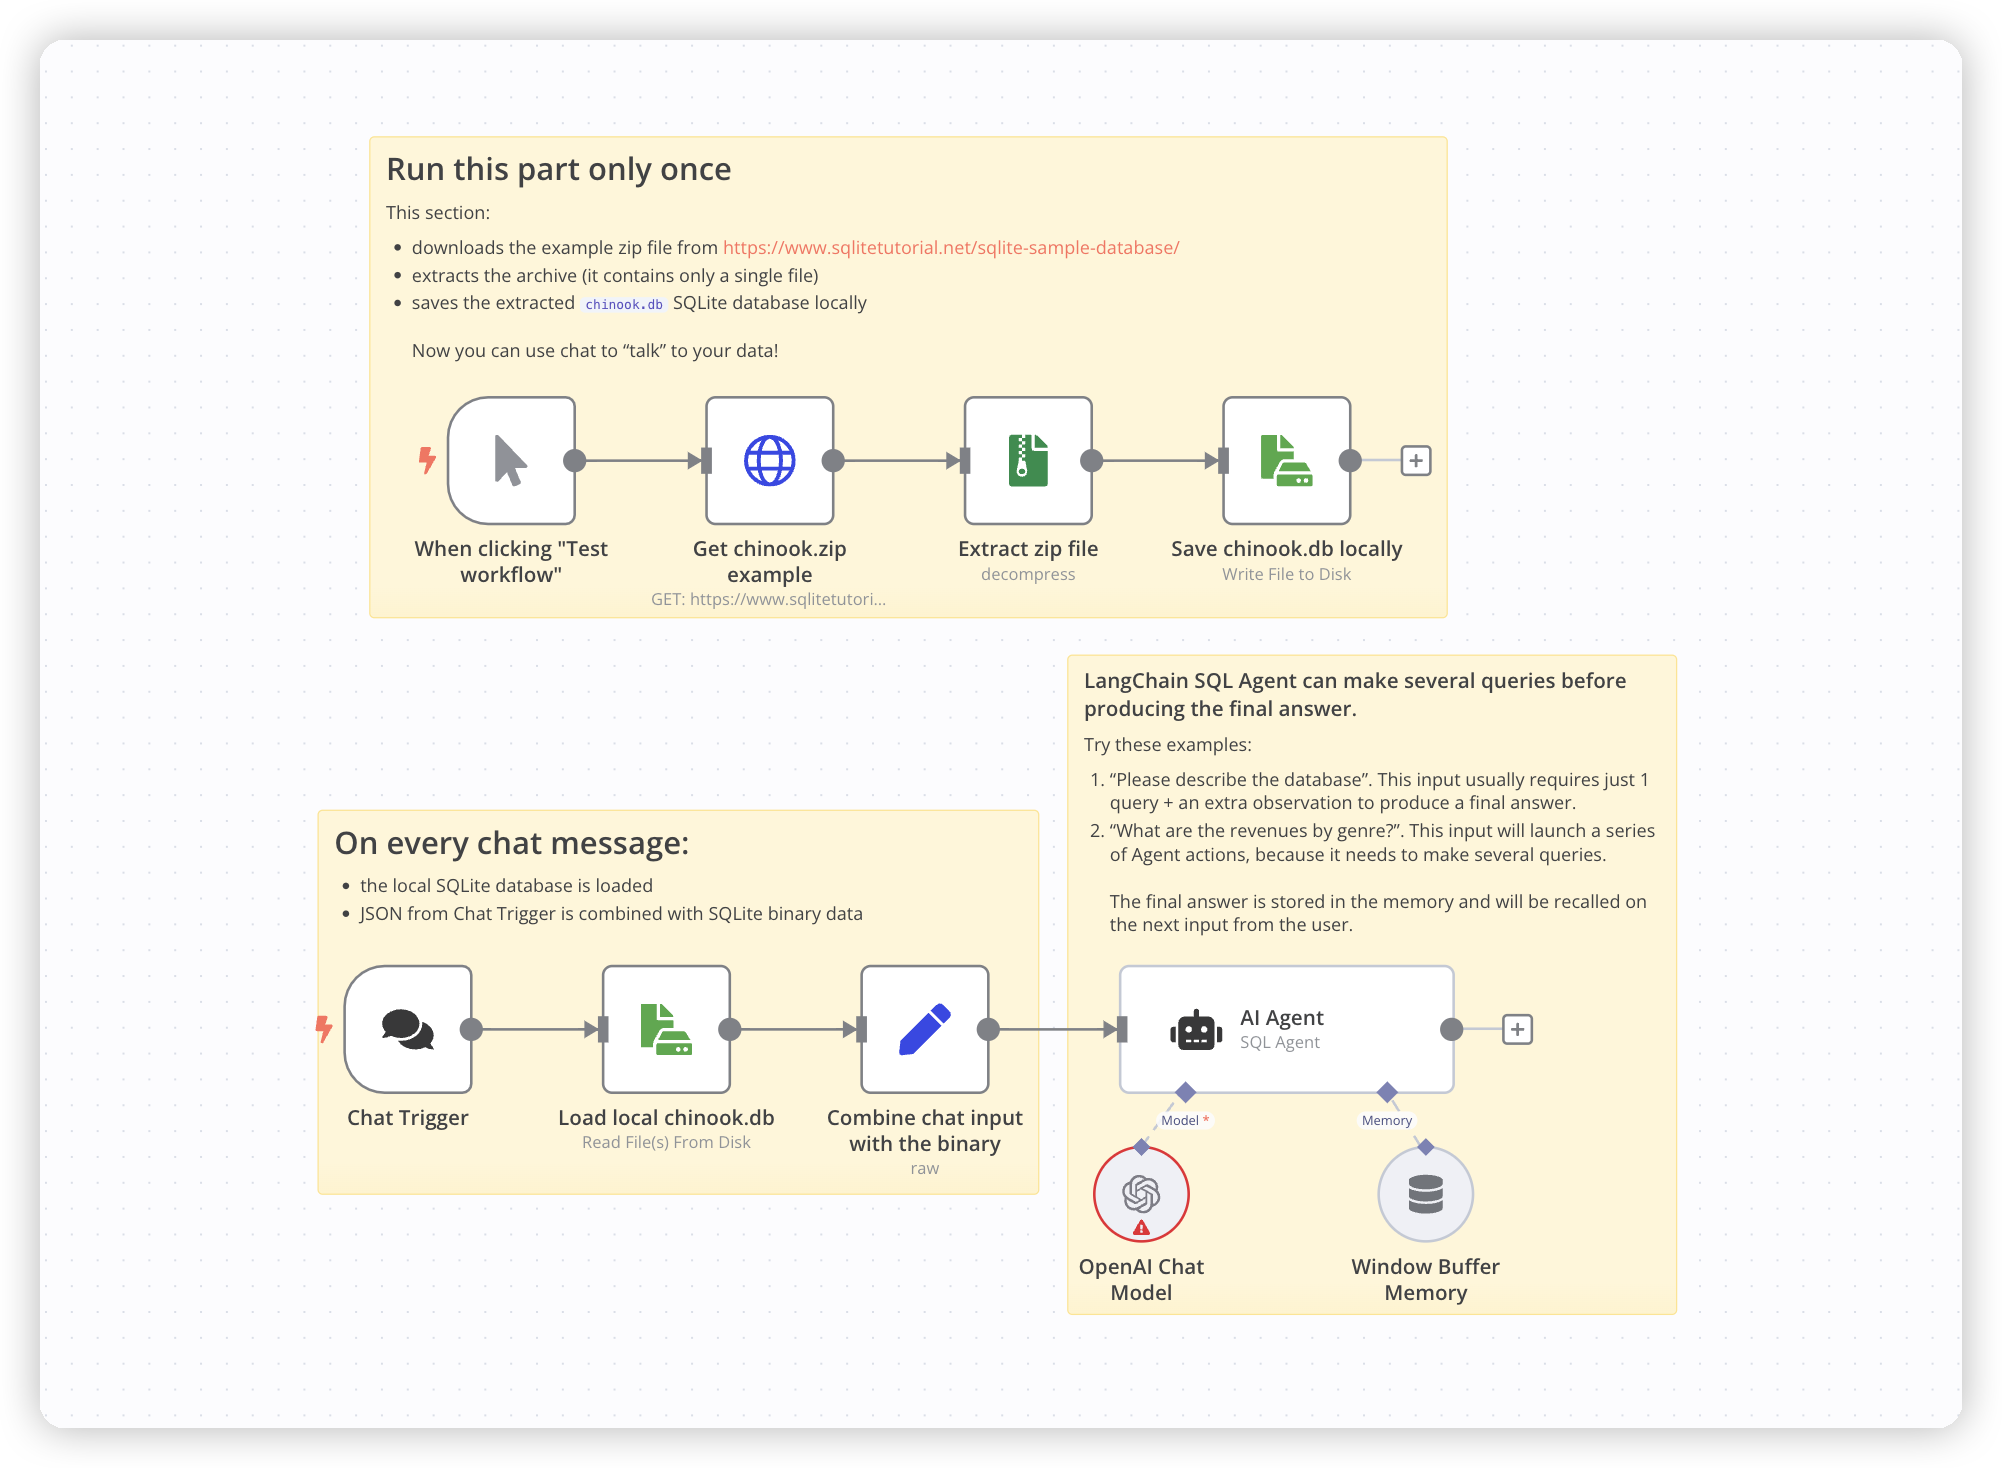 Run this part only once
This section:
• downloads the example zip file from https://www.sqlitetutorial.net/sqlite-sample-database/
• extracts the archive (it contains only a single file)
• saves the extracted chinook.db SQLite database locally
Now you can use chat to “talk” to your data!
When clicking "Test
workflow"
Get chinook.zip
example
GET: https://www.sqlitetutori...
Extract zip file
decompress
Save chinook.db locally
Write File to Disk
On every chat message:
• the local SQLite database is loaded
• JSON from Chat Trigger is combined with SQLite binary data
Chat Trigger
Load local chinook.db
Read File(s) From Disk
Combine chat input
with the binary
raw
LangChain SQL Agent can make several queries before
producing the final answer.
Try these examples:
1. “Please describe the database”. This input usually requires just 1
query + an extra observation to produce a final answer.
2. “What are the revenues by genre?”. This input will launch a series
of Agent actions, because it needs to make several queries.
The final answer is stored in the memory and will be recalled on
the next input from the user.
AI Agent
SQL Agent
Model *
Memory
OpenAI Chat
Model
Window Buffer
Memory